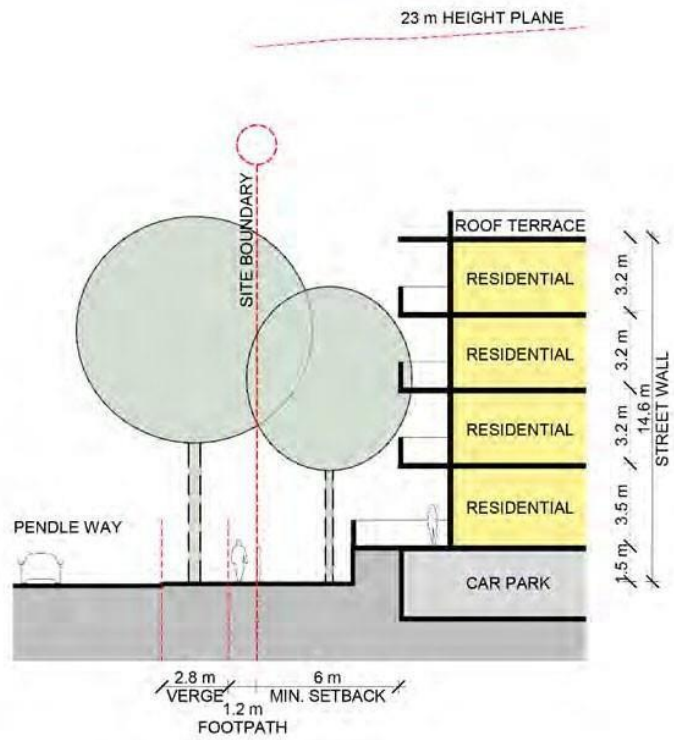 23 m HEIGHT PLANE
SITE BOUNDARY
ROOF TERRACE
RESIDENTIAL
3.2 m
RESIDENTIAL
3.2 m
RESIDENTIAL
3.2 m
RESIDENTIAL
3.5 m
14.6 m
STREET WALL
PENDLE WAY
CAR PARK
1.5 m
2.8 m
VERGE
6 m
MIN. SETBACK
1.2 m
FOOTPATH